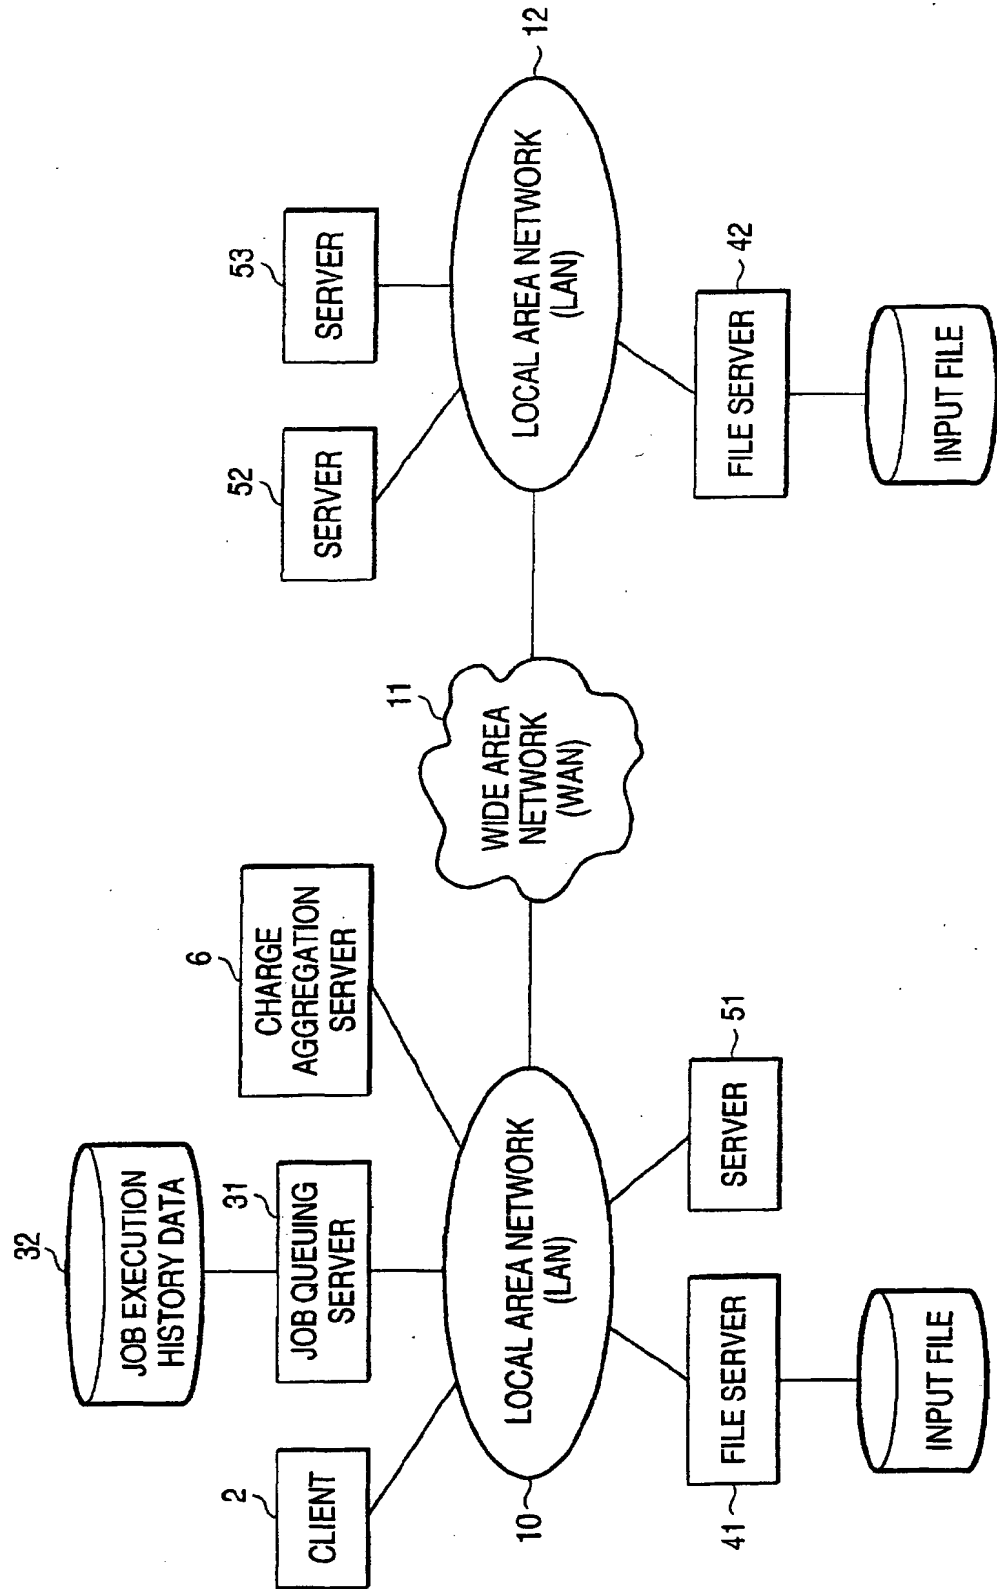 32
JOB EXECUTION
HISTORY DATA
2
CLIENT
31
JOB QUEUING
SERVER
6
CHARGE
AGGREGATION
SERVER
52
SERVER
53
SERVER
10
LOCAL AREA NETWORK
(LAN)
11
WIDE AREA
NETWORK
(WAN)
LOCAL AREA NETWORK
(LAN)
12
41
FILE SERVER
SERVER
51
FILE SERVER
42
INPUT FILE
INPUT FILE